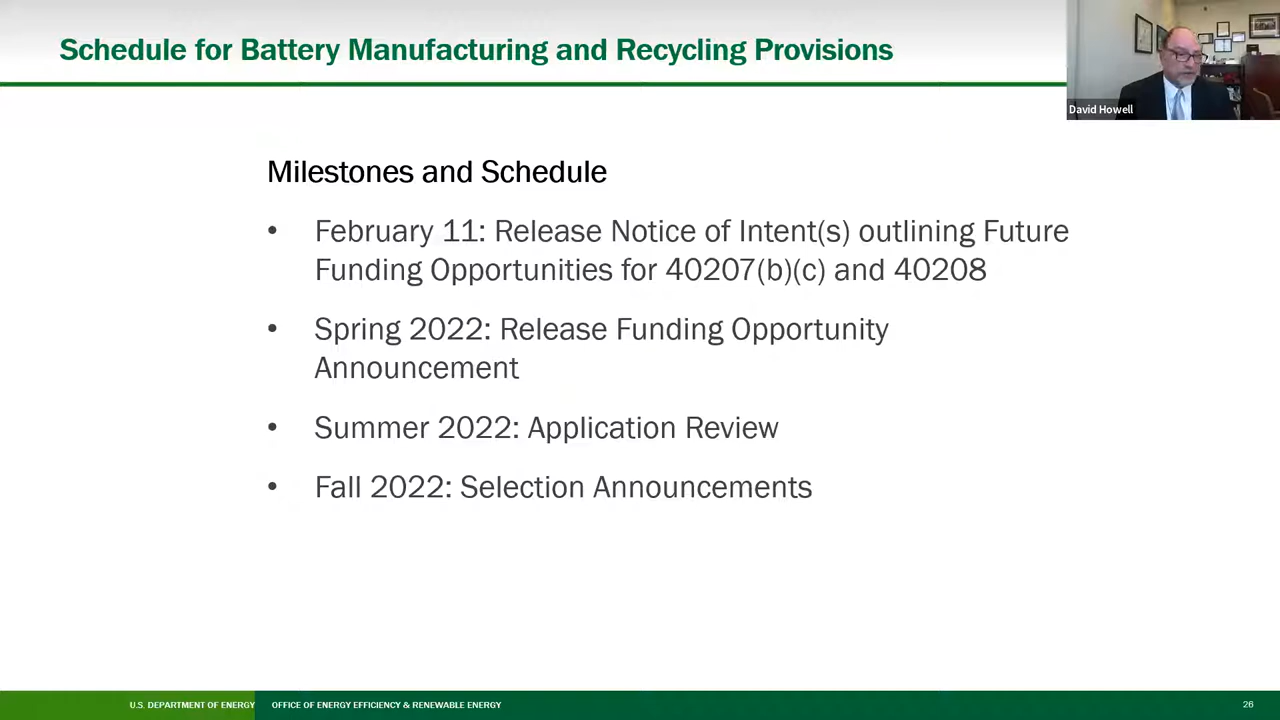 Schedule for Battery Manufacturing and Recycling Provisions
David Howell
Milestones and Schedule
• February 11: Release Notice of Intent(s) outlining Future
Funding Opportunities for 40207(b)(c) and 40208
• Spring 2022: Release Funding Opportunity
Announcement
• Summer 2022: Application Review
• Fall 2022: Selection Announcements
U.S. DEPARTMENT OF ENERGY OFFICE OF ENERGY EFFICIENCY & RENEWABLE ENERGY 26